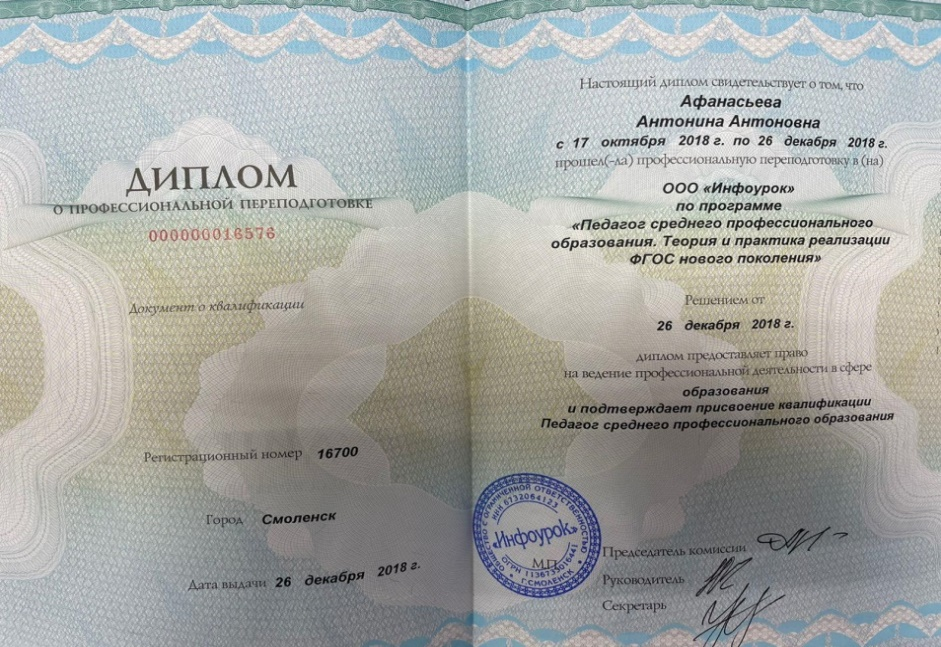 ДИПЛОМ
О ПРОФЕССИОНАЛЬНОЙ ПЕРЕПОДГОТОВКЕ
000000016576
Документ о квалификации
Регистрационный номер 16700
Город Смоленск
Дата выдачи 26 декабря 2018 г.
Настоящий диплом свидетельствует о том, что
Афанасьева
Антонина Антоновна
с 17 октября 2018 г. по 26 декабря 2018 г.
прошел(-ла) профессиональную переподготовку в (на)
ООО «Инфоурок»
по программе
«Педагог среднего профессионального
образования. Теория и практика реализации
ФГОС нового поколения»
Решением от
26 декабря 2018 г.
диплом предоставляет право
на ведение профессиональной деятельности в сфере
образования
и подтверждает присвоение квалификации
Педагог среднего профессионального образования
ОБЩЕСТВО С ОГРАНИЧЕННОЙ ОТВЕТСТВЕННОСТЬЮ
ИНН 6732064123
«Инфоурок»
М.П.
ОГРН 1136733016441
Г.СМОЛЕНСК
Председатель комиссии
Руководитель
Секретарь